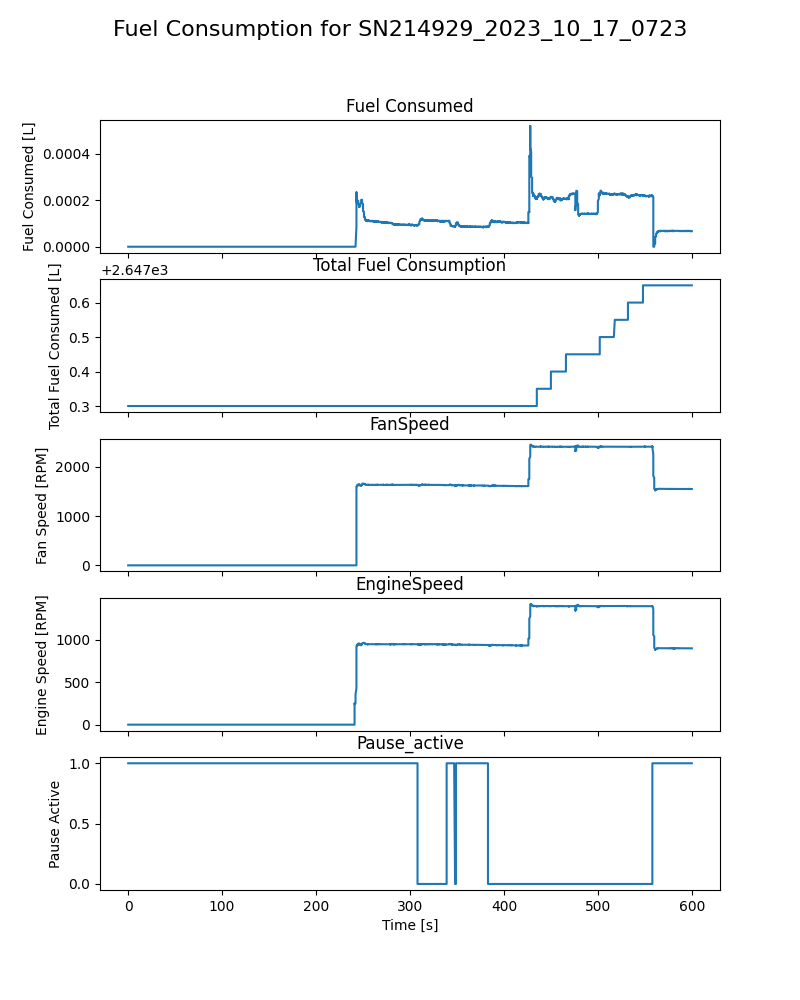 Fuel Consumption for SN214929_2023_10_17_0723
Fuel Consumed
Fuel Consumed [L]
0.0004
0.0002
0.0000
+2.647e3
Total Fuel Consumption
Total Fuel Consumed [L]
0.6
0.5
0.4
0.3
FanSpeed
Fan Speed [RPM]
2000
1000
0
EngineSpeed
Engine Speed [RPM]
1000
500
0
Pause_active
Pause Active
1.0
0.5
0.0
0 100 200 300 400 500 600
Time [s]